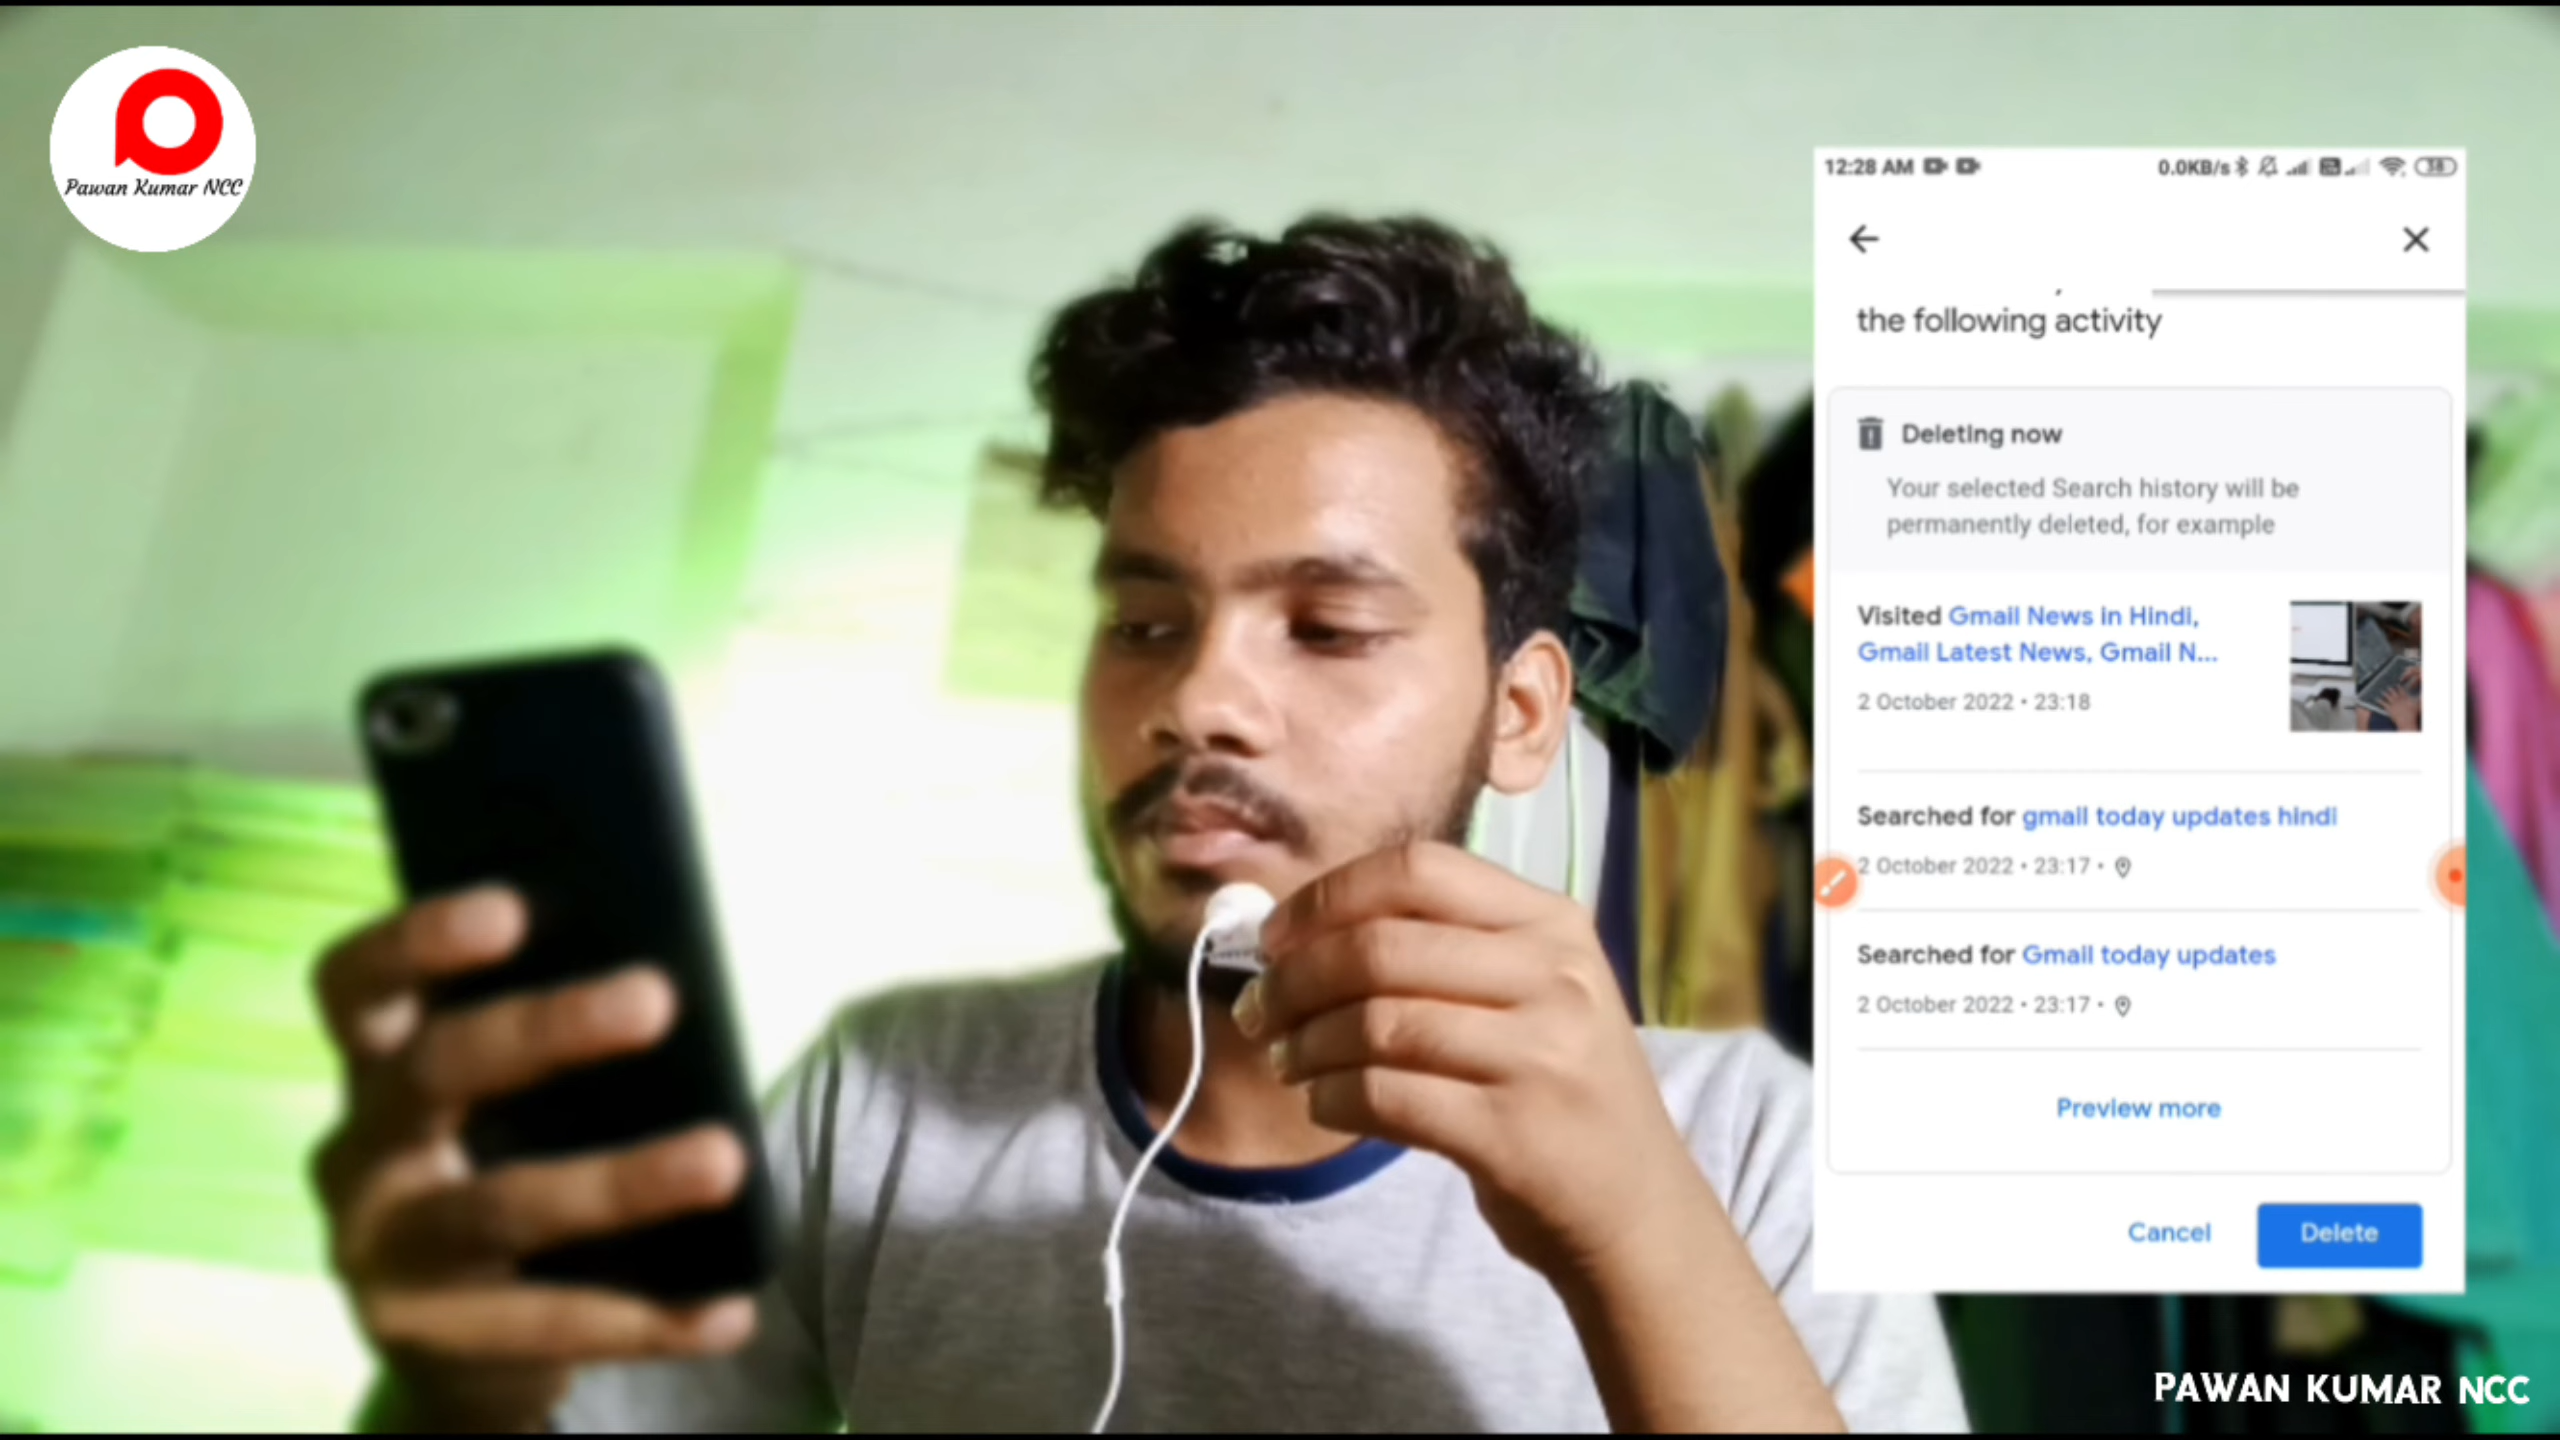 Pawan Kumar NCC
12:28 AM
0.0KB/s
38
the following activity
Deleting now
Your selected Search history will be
permanently deleted, for example
Visited Gmail News in Hindi,
Gmail Latest News, Gmail N...
2 October 2022 • 23:18
Searched for gmail today updates hindi
2 October 2022 • 23:17 •
Searched for Gmail today updates
2 October 2022 • 23:17 •
Preview more
Cancel
Delete
PAWAN KUMAR NCC